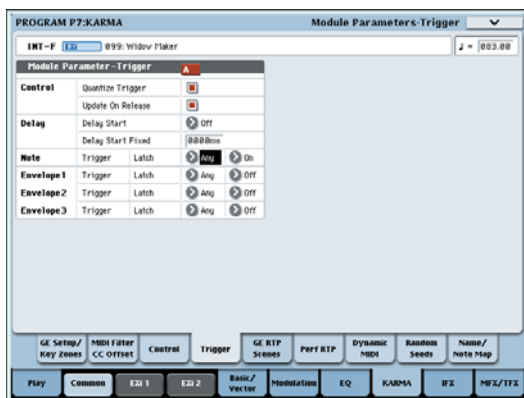 PROGRAM P7:KARMA Module Parameters-Trigger
INT-F EXi 099: Widow Maker ♩ = 083.00
Module Parameter-Trigger A
Control Quantize Trigger
Update On Release
Delay Delay Start Off
Delay Start Fixed 0000ms
Note Trigger Latch Any On
Envelope1 Trigger Latch Any Off
Envelope2 Trigger Latch Any Off
Envelope3 Trigger Latch Any Off
GE Setup/ Key Zones MIDI Filter CC Offset Control Trigger GE RTP Scenes Perf RTP Dynamic MIDI Random Seeds Name/ Note Map
Play Common EXi 1 EXi 2 Basic/ Vector Modulation EQ KARMA IFX MFX/TFX